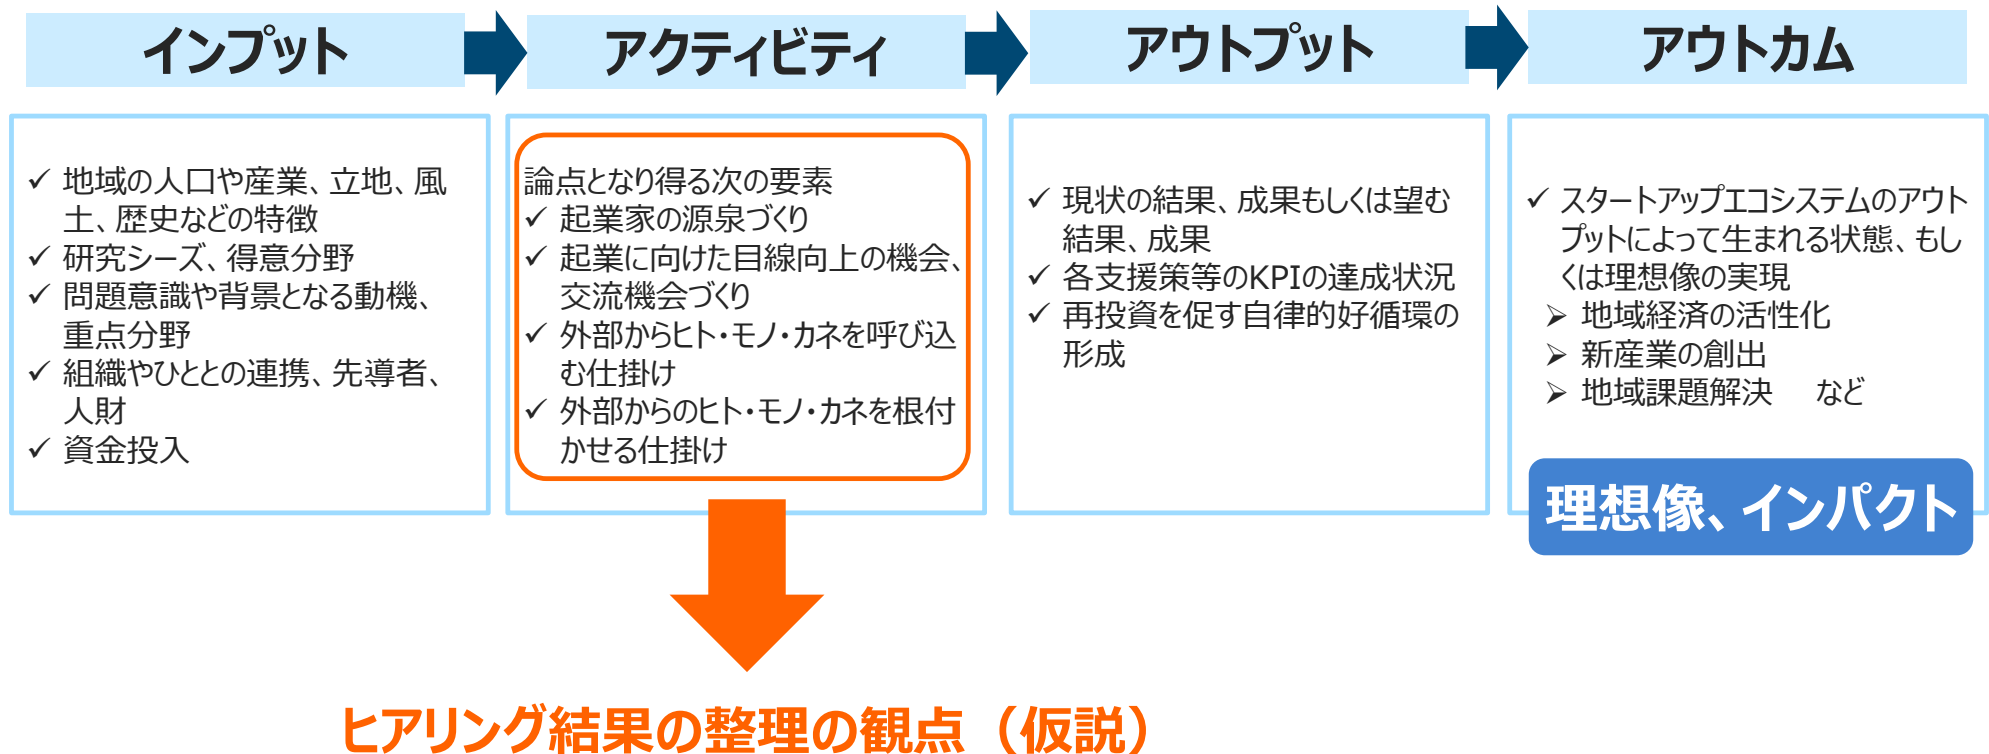 インプット
アクティビティ
アウトプット
アウトカム
✓ 地域の人口や産業、立地、風
土、歴史などの特徴
✓ 研究シーズ、得意分野
✓ 問題意識や背景となる動機、
重点分野
✓ 組織やひととの連携、先導者、
人財
✓ 資金投入
論点となり得る次の要素
✓ 起業家の源泉づくり
✓ 起業に向けた目線向上の機会、
交流機会づくり
✓ 外部からヒト・モノ・カネを呼び込
む仕掛け
✓ 外部からのヒト・モノ・カネを根付
かせる仕掛け
✓ 現状の結果、成果もしくは望む
結果、成果
✓ 各支援策等のKPIの達成状況
✓ 再投資を促す自律的好循環の
形成
✓ スタートアップエコシステムのアウト
プットによって生まれる状態、もし
くは理想像の実現
➢ 地域経済の活性化
➢ 新産業の創出
➢ 地域課題解決 など
理想像、インパクト
ヒアリング結果の整理の観点（仮説）